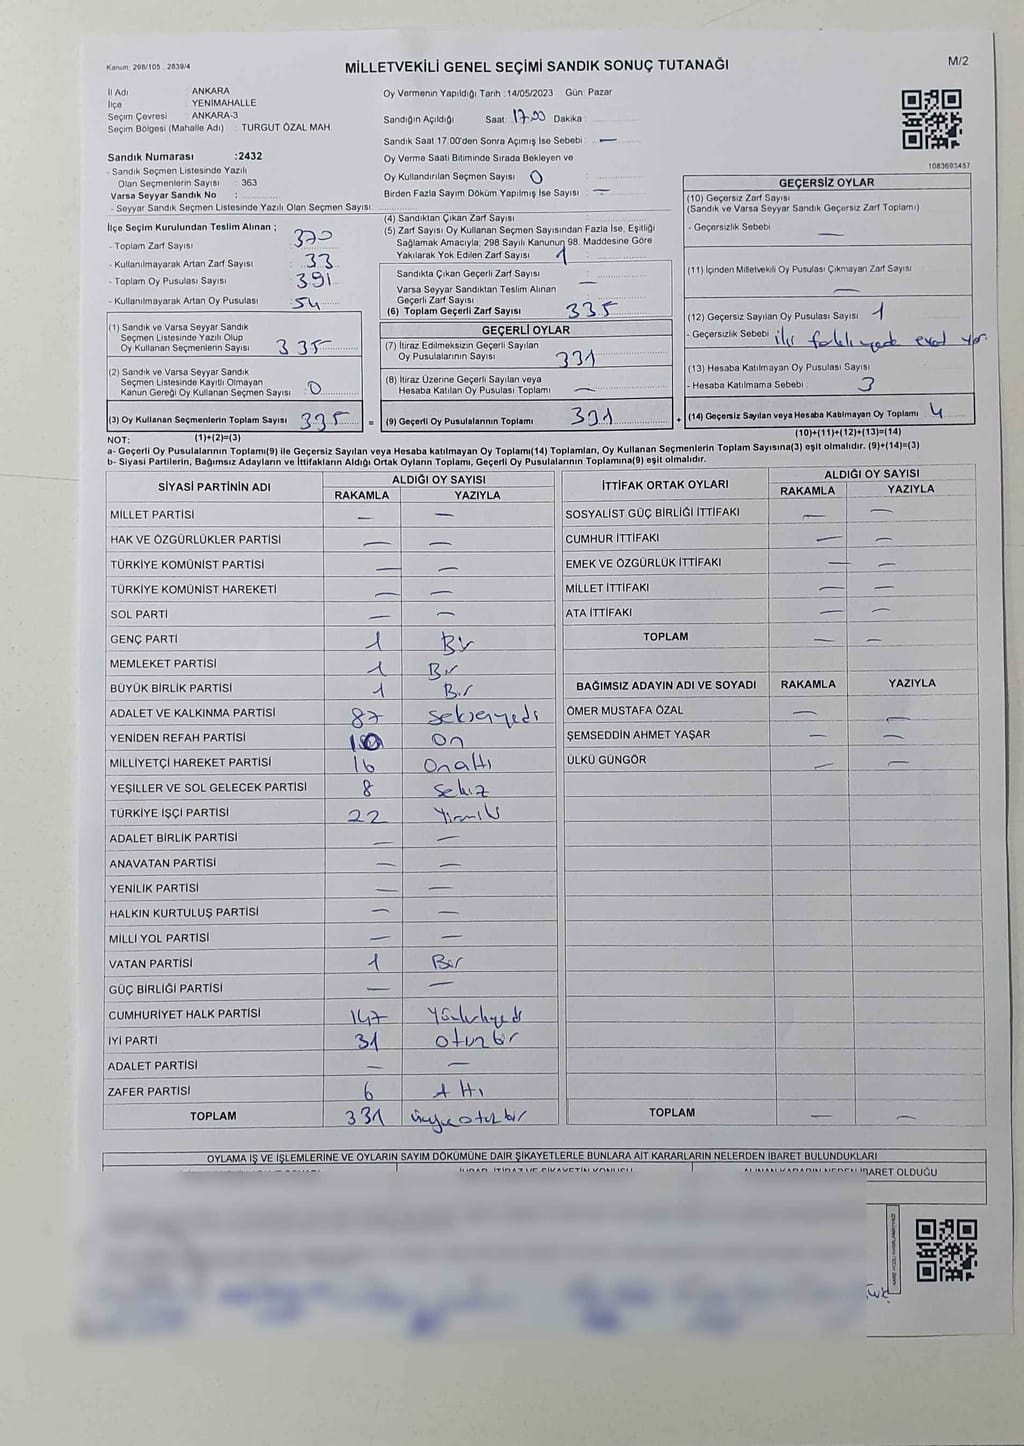 Kanun: 298/105 , 2839/4
MİLLETVEKİLİ GENEL SEÇİMİ SANDIK SONUÇ TUTANAĞI
M/2
İl Adı : ANKARA
İlçe : YENİMAHALLE
Seçim Çevresi : ANKARA-3
Seçim Bölgesi (Mahalle Adı) : TURGUT ÖZAL MAH
Sandık Numarası :2432
- Sandık Seçmen Listesinde Yazılı
Olan Seçmenlerin Sayısı : 363
Varsa Seyyar Sandık No :
- Seyyar Sandık Seçmen Listesinde Yazılı Olan Seçmen Sayısı:
Oy Vermenin Yapıldığı Tarih :14/05/2023 Gün: Pazar
Sandığın Açıldığı Saat: 17:00 Dakika :
Sandık Saat 17:00'den Sonra Açımış İse Sebebi : —
Oy Verme Saati Bitiminde Sırada Bekleyen ve
Oy Kullandırılan Seçmen Sayısı : 0
Birden Fazla Sayım Döküm Yapılmış İse Sayısı : —
1083603457
İlçe Seçim Kurulundan Teslim Alınan ;
- Toplam Zarf Sayısı : 370
- Kullanılmayarak Artan Zarf Sayısı : 33
- Toplam Oy Pusulası Sayısı : 391
- Kullanılmayarak Artan Oy Pusulası : 54
(1) Sandık ve Varsa Seyyar Sandık
Seçmen Listesinde Yazılı Olup
Oy Kullanan Seçmenlerin Sayısı : 335
(2) Sandık ve Varsa Seyyar Sandık
Seçmen Listesinde Kayıtlı Olmayan
Kanun Gereği Oy Kullanan Seçmen Sayısı : 0
(3) Oy Kullanan Seçmenlerin Toplam Sayısı : 335 =
(4) Sandıktan Çıkan Zarf Sayısı :
(5) Zarf Sayısı Oy Kullanan Seçmen Sayısından Fazla İse, Eşitliği
Sağlamak Amacıyla, 298 Sayılı Kanunun 98. Maddesine Göre
Yakılarak Yok Edilen Zarf Sayısı : 1
Sandıkta Çıkan Geçerli Zarf Sayısı :
Varsa Seyyar Sandıktan Teslim Alınan
Geçerli Zarf Sayısı : —
(6) Toplam Geçerli Zarf Sayısı : 335
GEÇERLİ OYLAR
(7) İtiraz Edilmeksizin Geçerli Sayılan
Oy Pusulalarının Sayısı : 331
(8) İtiraz Üzerine Geçerli Sayılan veya
Hesaba Katılan Oy Pusulası Toplamı : —
(9) Geçerli Oy Pusulalarının Toplamı : 331 +
GEÇERSİZ OYLAR
(10) Geçersiz Zarf Sayısı
(Sandık ve Varsa Seyyar Sandık Geçersiz Zarf Toplamı) :
- Geçersizlik Sebebi : —
(11) İçinden Milletvekili Oy Pusulası Çıkmayan Zarf Sayısı
—
(12) Geçersiz Sayılan Oy Pusulası Sayısı : 1
- Geçersizlik Sebebi :
(13) Hesaba Katılmayan Oy Pusulası Sayısı :
- Hesaba Katılmama Sebebi : 3
(14) Geçersiz Sayılan veya Hesaba Katılmayan Oy Toplamı : 4
NOT: (1)+(2)=(3)
(10)+(11)+(12)+(13)=(14)
a- Geçerli Oy Pusulalarının Toplamı(9) ile Geçersiz Sayılan veya Hesaba katılmayan Oy Toplamı(14) Toplamları, Oy Kullanan Seçmenlerin Toplam Sayısına(3) eşit olmalıdır. (9)+(14)=(3)
b- Siyasi Partilerin, Bağımsız Adayların ve İttifakların Aldığı Ortak Oyların Toplamı, Geçerli Oy Pusulalarının Toplamına(9) eşit olmalıdır.
SİYASİ PARTİNİN ADI ALDIĞI OY SAYISI
RAKAMLA YAZIYLA
MİLLET PARTİSİ — —
HAK VE ÖZGÜRLÜKLER PARTİSİ — —
TÜRKİYE KOMÜNİST PARTİSİ — —
TÜRKİYE KOMÜNİST HAREKETİ — —
SOL PARTİ — —
GENÇ PARTİ 1 Bir
MEMLEKET PARTİSİ 1 Bir
BÜYÜK BİRLİK PARTİSİ 1 Bir
ADALET VE KALKINMA PARTİSİ 87 seksenyedi
YENİDEN REFAH PARTİSİ 10 on
MİLLİYETÇİ HAREKET PARTİSİ 16 Onaltı
YEŞİLLER VE SOL GELECEK PARTİSİ 8 Sekiz
TÜRKİYE İŞÇİ PARTİSİ 22
ADALET BİRLİK PARTİSİ — —
ANAVATAN PARTİSİ — —
YENİLİK PARTİSİ — —
HALKIN KURTULUŞ PARTİSİ — —
MİLLİ YOL PARTİSİ — —
VATAN PARTİSİ 1 Bir
GÜÇ BİRLİĞİ PARTİSİ — —
CUMHURİYET HALK PARTİSİ 147
İYİ PARTİ 31 otuzbir
ADALET PARTİSİ — —
ZAFER PARTİSİ 6 Altı
TOPLAM 331 üçyüzotuzbir
İTTİFAK ORTAK OYLARI ALDIĞI OY SAYISI
RAKAMLA YAZIYLA
SOSYALİST GÜÇ BİRLİĞİ İTTİFAKI — —
CUMHUR İTTİFAKI — —
EMEK VE ÖZGÜRLÜK İTTİFAKI — —
MİLLET İTTİFAKI — —
ATA İTTİFAKI — —
TOPLAM — —
BAĞIMSIZ ADAYIN ADI VE SOYADI RAKAMLA YAZIYLA
ÖMER MUSTAFA ÖZAL — —
ŞEMSEDDİN AHMET YAŞAR — —
ÜLKÜ GÜNGÖR — —
TOPLAM — —
OYLAMA İŞ VE İŞLEMLERİNE VE OYLARIN SAYIM DÖKÜMÜNE DAİR ŞİKAYETLERLE BUNLARA AİT KARARLARIN NELERDEN İBARET BULUNDUKLARI
ALINAN KARARIN NEDEN İBARET OLDUĞU